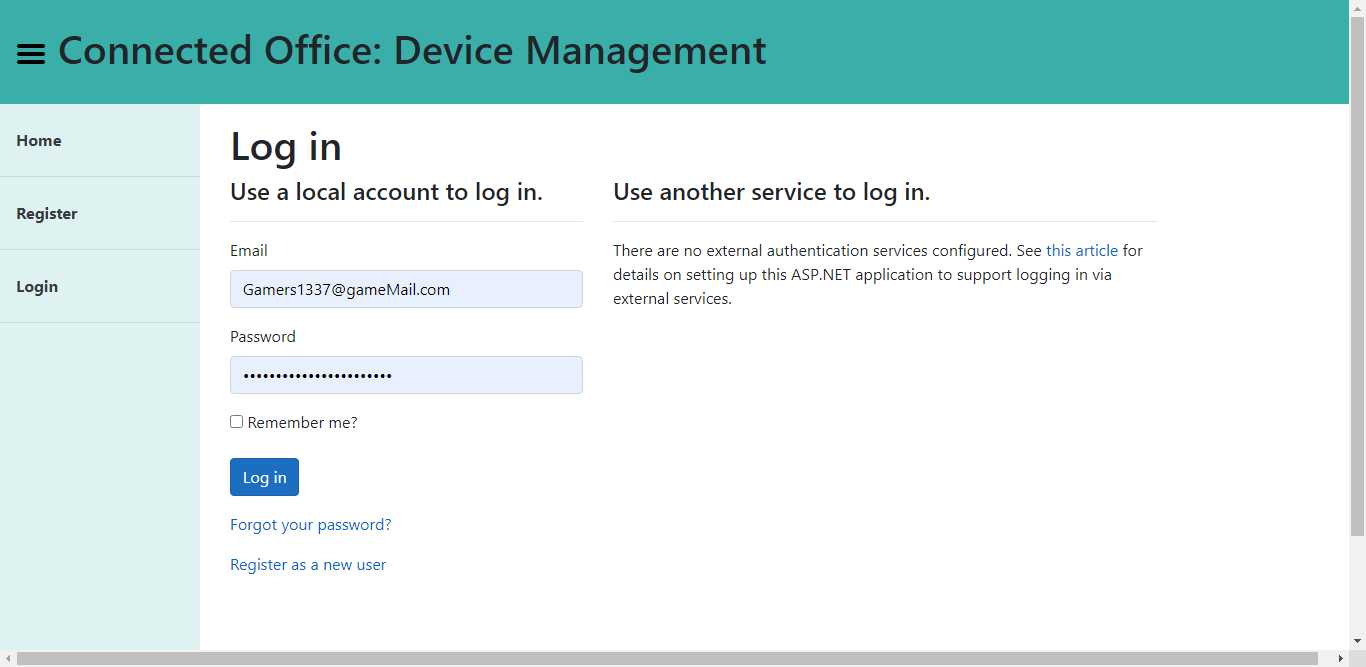 Connected Office: Device Management
Home
Register
Login
Log in
Use a local account to log in.
Email
Gamers1337@gameMail.com
Password
•••••••••••••••••••••••
Remember me?
Log in
Forgot your password?
Register as a new user
Use another service to log in.
There are no external authentication services configured. See this article for
details on setting up this ASP.NET application to support logging in via
external services.